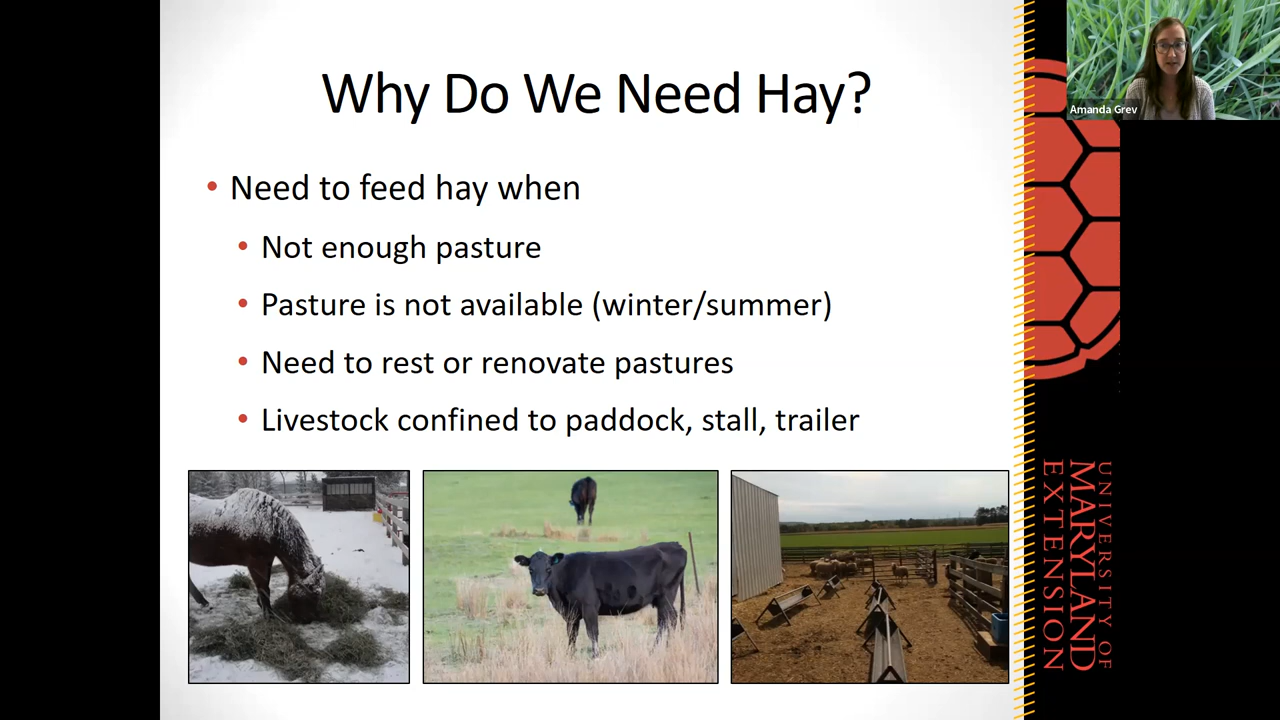 Why Do We Need Hay?
Need to feed hay when
Not enough pasture
Pasture is not available (winter/summer)
Need to rest or renovate pastures
Livestock confined to paddock, stall, trailer
Amanda Grev
UNIVERSITY OF
MARYLAND
EXTENSION